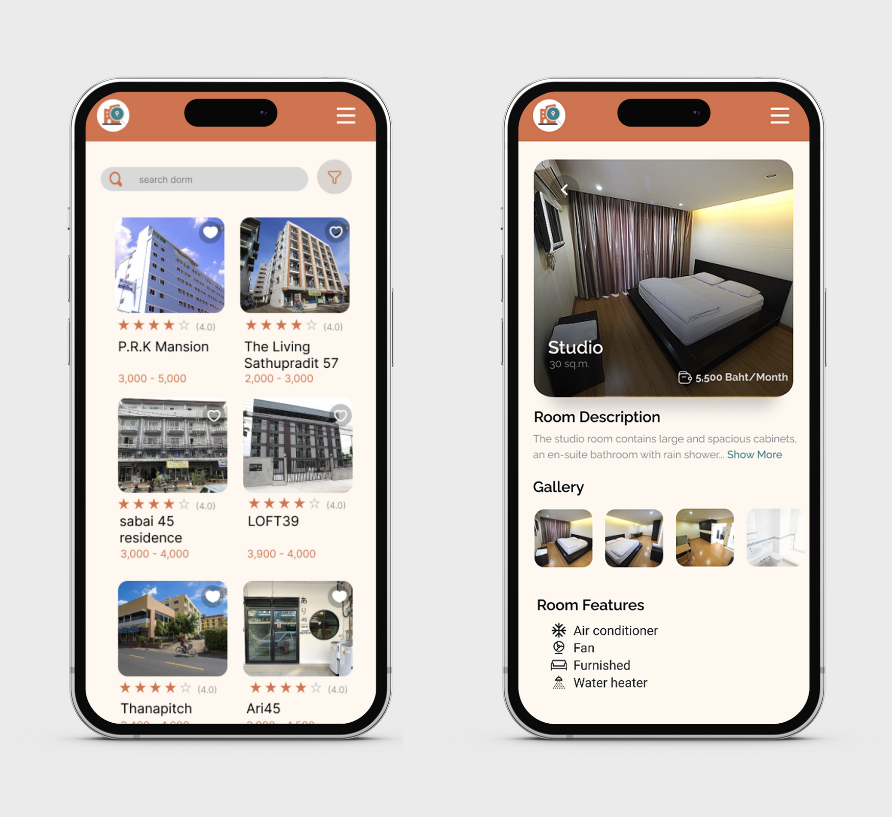 search dorm
(4.0)
(4.0)
P.R.K Mansion
The Living
Sathupradit 57
3,000 - 5,000
2,000 - 3,000
(4.0)
(4.0)
sabai 45
residence
LOFT39
3,000 - 4,000
3,900 - 4,000
(4.0)
(4.0)
Thanapitch
Ari45
Studio
30 sq.m.
5,500 Baht/Month
Room Description
The studio room contains large and spacious cabinets,
an en-suite bathroom with rain shower... Show More
Gallery
Room Features
Air conditioner
Fan
Furnished
Water heater